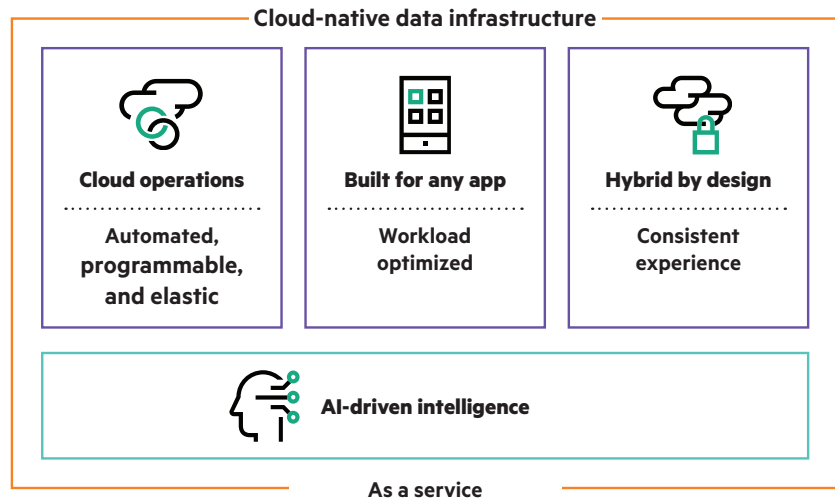 Cloud-native data infrastructure
Cloud operations
Automated,
programmable,
and elastic
Built for any app
Workload
optimized
Hybrid by design
Consistent
experience
AI-driven intelligence
As a service